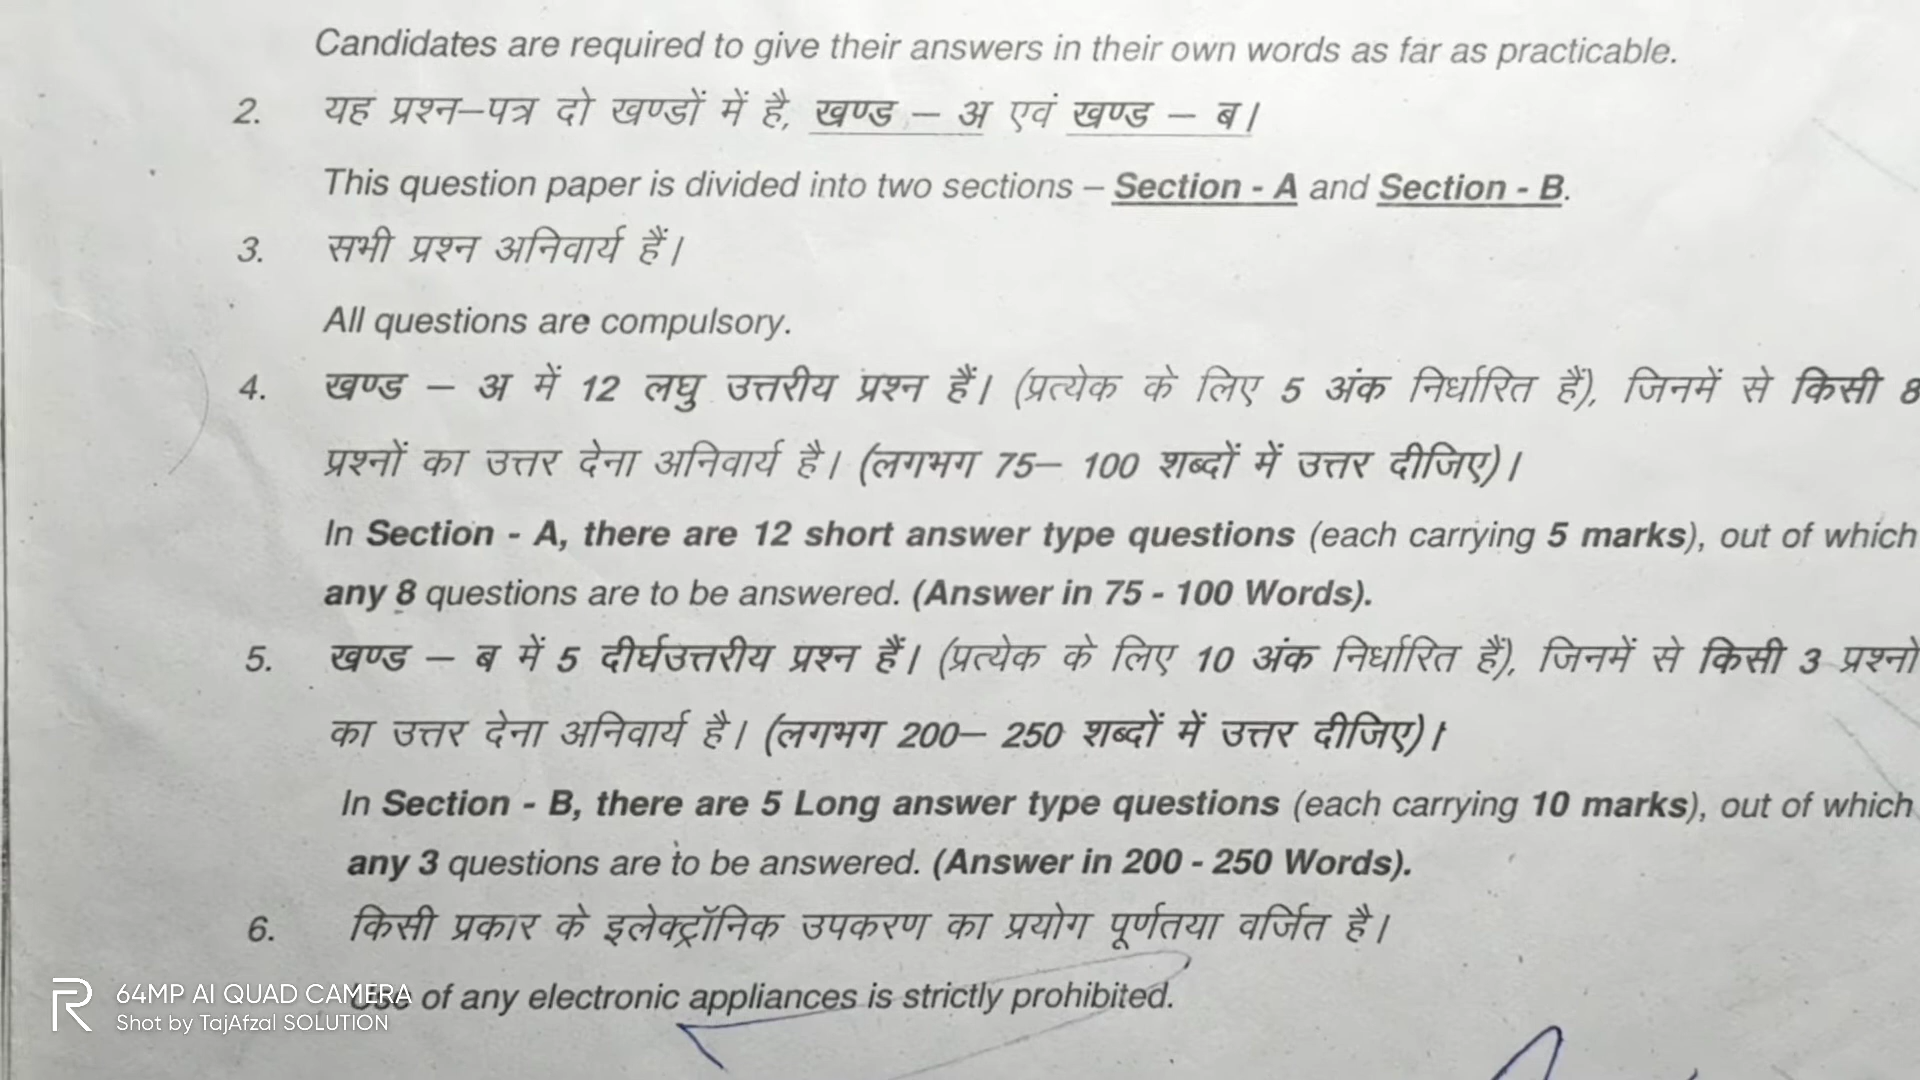 Candidates are required to give their answers in their own words as far as practicable.
2. यह प्रश्न–पत्र दो खण्डों में है, खण्ड – अ एवं खण्ड – ब।
This question paper is divided into two sections – Section - A and Section - B.
3. सभी प्रश्न अनिवार्य हैं।
All questions are compulsory.
4. खण्ड – अ में 12 लघु उत्तरीय प्रश्न हैं। (प्रत्येक के लिए 5 अंक निर्धारित हैं), जिनमें से किसी 8
प्रश्नों का उत्तर देना अनिवार्य है। (लगभग 75– 100 शब्दों में उत्तर दीजिए)।
In Section - A, there are 12 short answer type questions (each carrying 5 marks), out of which
any 8 questions are to be answered. (Answer in 75 - 100 Words).
5. खण्ड – ब में 5 दीर्घउत्तरीय प्रश्न हैं। (प्रत्येक के लिए 10 अंक निर्धारित हैं), जिनमें से किसी 3 प्रश्नों
का उत्तर देना अनिवार्य है। (लगभग 200– 250 शब्दों में उत्तर दीजिए)।
In Section - B, there are 5 Long answer type questions (each carrying 10 marks), out of which
any 3 questions are to be answered. (Answer in 200 - 250 Words).
6. किसी प्रकार के इलेक्ट्रॉनिक उपकरण का प्रयोग पूर्णतया वर्जित है।
Use of any electronic appliances is strictly prohibited.
64MP AI QUAD CAMERA
Shot by TajAfzal SOLUTION